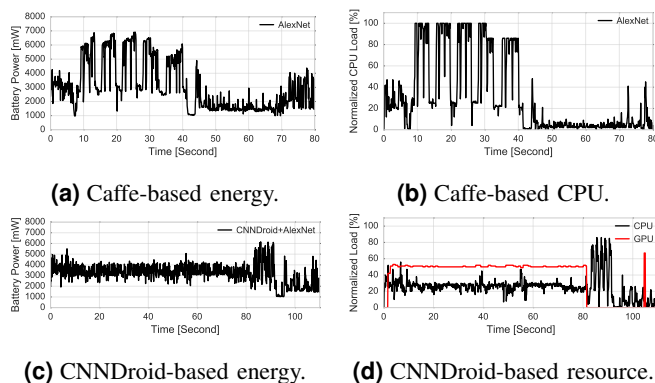 8000
7000
6000
5000
4000
3000
2000
1000
0
Battery Power [mW]
AlexNet
0 10 20 30 40 50 60 70 80
Time [Second]
(a) Caffe-based energy.
120
100
80
60
40
20
0
Normalized CPU Load [%]
AlexNet
0 10 20 30 40 50 60 70 80
Time [Second]
(b) Caffe-based CPU.
8000
7000
6000
5000
4000
3000
2000
1000
0
Battery Power [mW]
CNNDroid+AlexNet
0 20 40 60 80 100
Time [Second]
(c) CNNDroid-based energy.
100
80
60
40
20
0
Normalized Load [%]
CPU
GPU
0 20 40 60 80 100
Time [Second]
(d) CNNDroid-based resource.